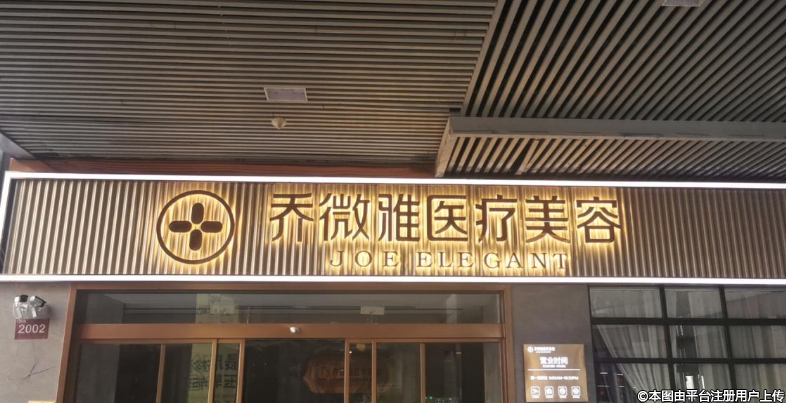 乔微雅医疗美容
JOE ELEGANT
2002
营业时间
©本图由平台注册用户上传